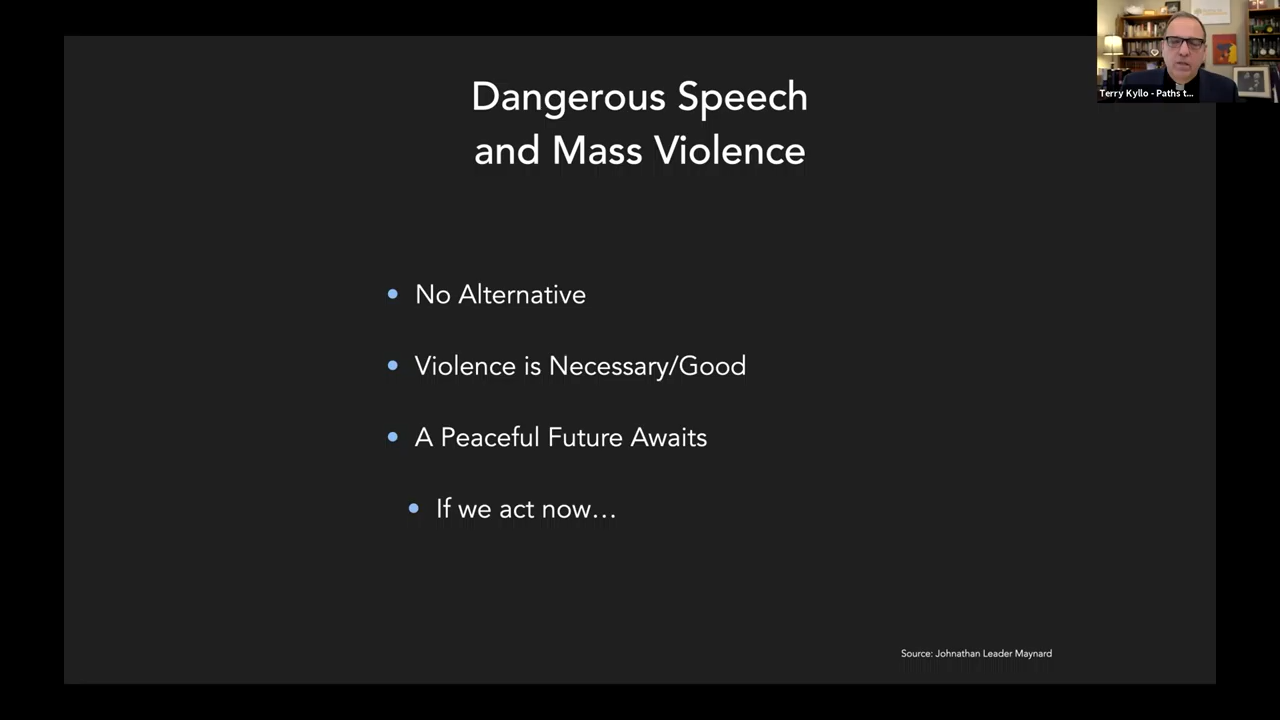 Dangerous Speech
and Mass Violence
• No Alternative
• Violence is Necessary/Good
• A Peaceful Future Awaits
• If we act now…
Source: Johnathan Leader Maynard
Terry Kyllo - Paths t...